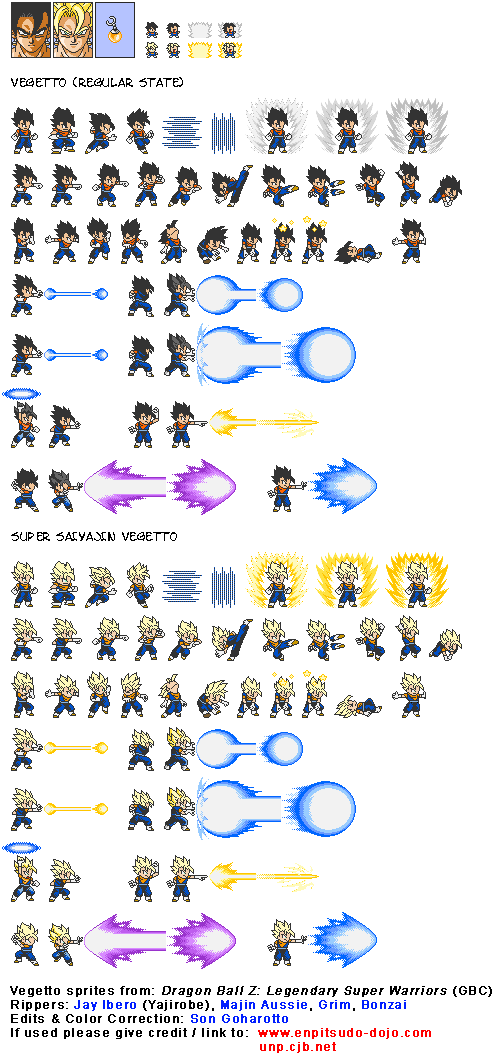 VEGETTO (REGULAR STATE)
SUPER SAIYAJIN VEGETTO
Vegetto sprites from: Dragon Ball Z: Legendary Super Warriors (GBC)
Rippers: Jay Ibero (Yajirobe), Majin Aussie, Grim, Bonzai
Edits & Color Correction: Son Goharotto
If used please give credit / link to: www.enpitsudo-dojo.com
unp.cjb.net